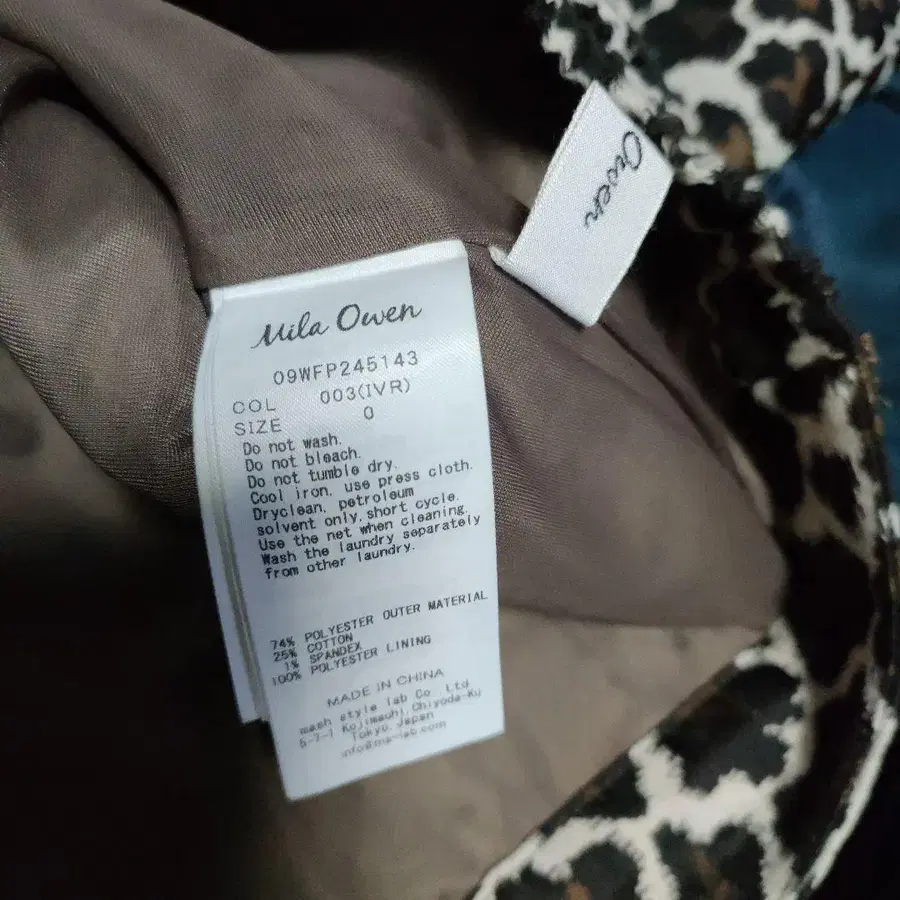 Owen
Mila Owen
09WFP245143
COL 003(IVR)
SIZE 0
Do not wash.
Do not bleach.
Do not tumble dry.
Cool iron. use press cloth.
Dryclean, petroleum
solvent only, short cycle.
Use the net when cleaning.
Wash the laundry separately
from other laundry.
74% POLYESTER OUTER MATERIAL
25% COTTON
1% SPANDEX
100% POLYESTER LINING
MADE IN CHINA
mash style lab Co. Ltd
Kojimachi, Chiyoda-Ku
Tokyo, Japan